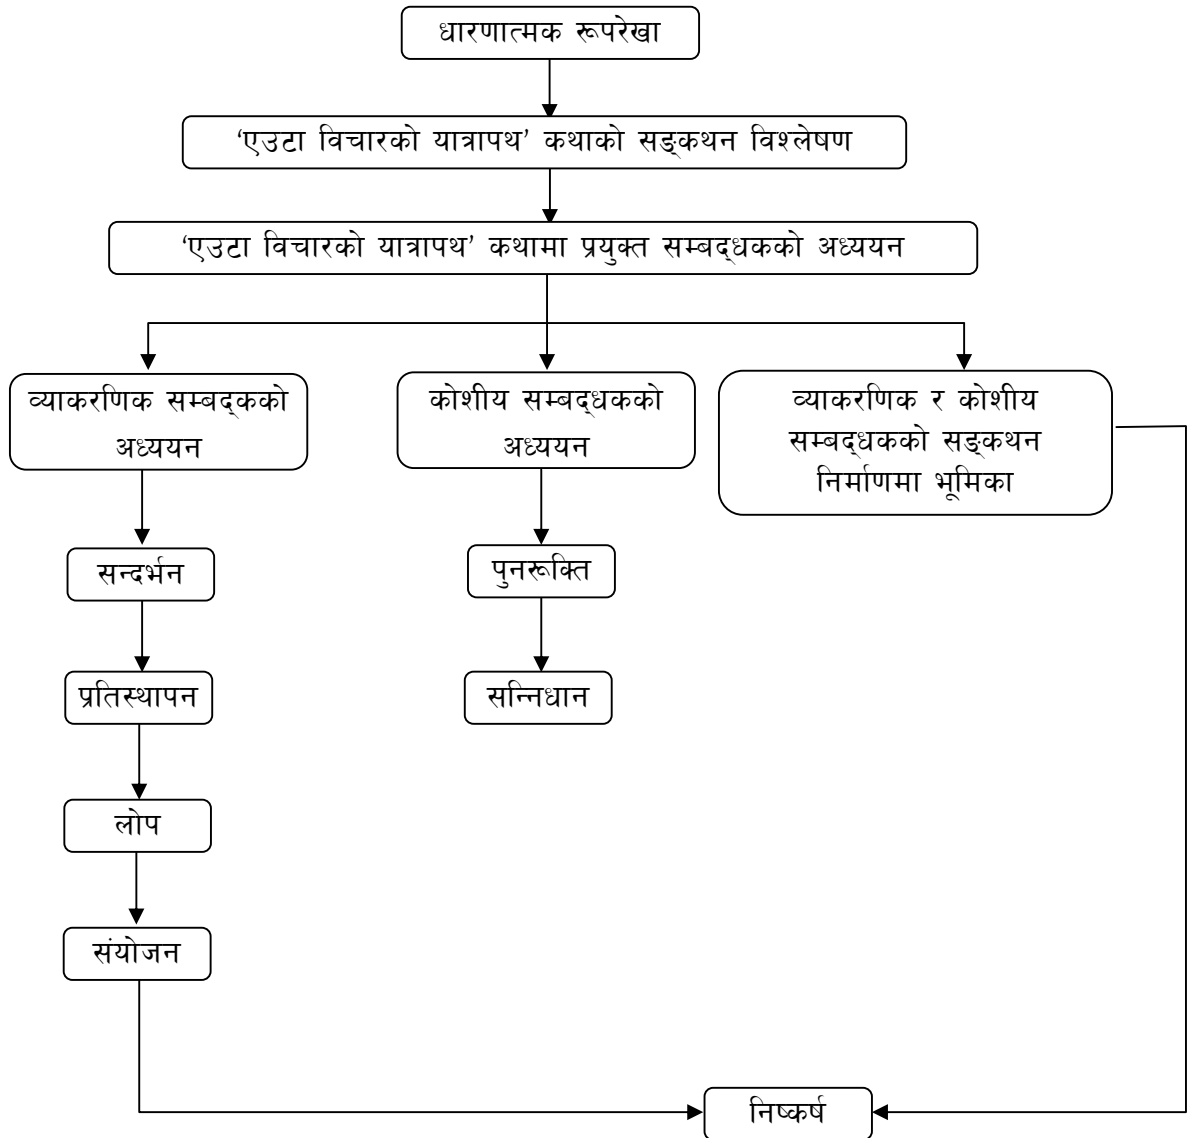 धारणात्मक रूपरेखा
‘एउटा विचारको यात्रापथ’ कथाको सङ्कथन विश्लेषण
‘एउटा विचारको यात्रापथ’ कथामा प्रयुक्त सम्बद्धकको अध्ययन
व्याकरणिक सम्बद्कको
अध्ययन
कोशीय सम्बद्धकको
अध्ययन
व्याकरणिक र कोशीय
सम्बद्धकको सङ्कथन
निर्माणमा भूमिका
सन्दर्भन
पुनरूक्ति
प्रतिस्थापन
सन्निधान
लोप
संयोजन
निष्कर्ष